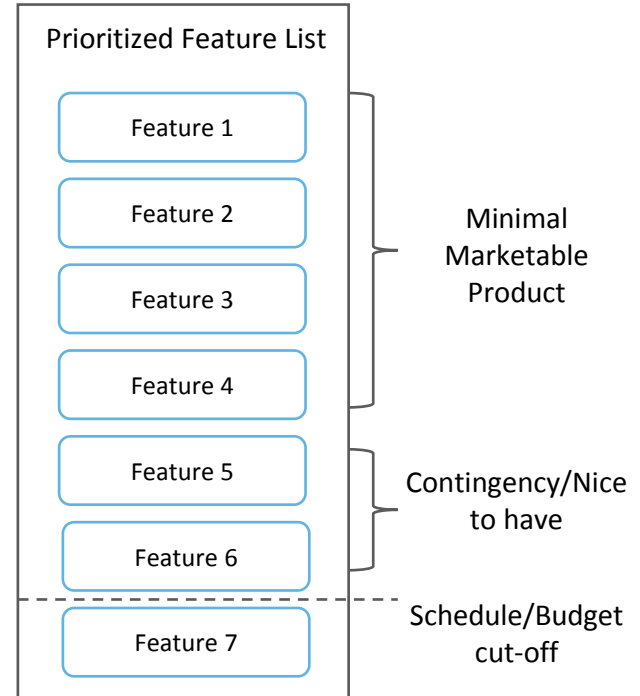 Prioritized Feature List
Feature 1
Feature 2
Feature 3
Feature 4
Feature 5
Feature 6
Feature 7
Minimal
Marketable
Product
Contingency/Nice
to have
Schedule/Budget
cut-off